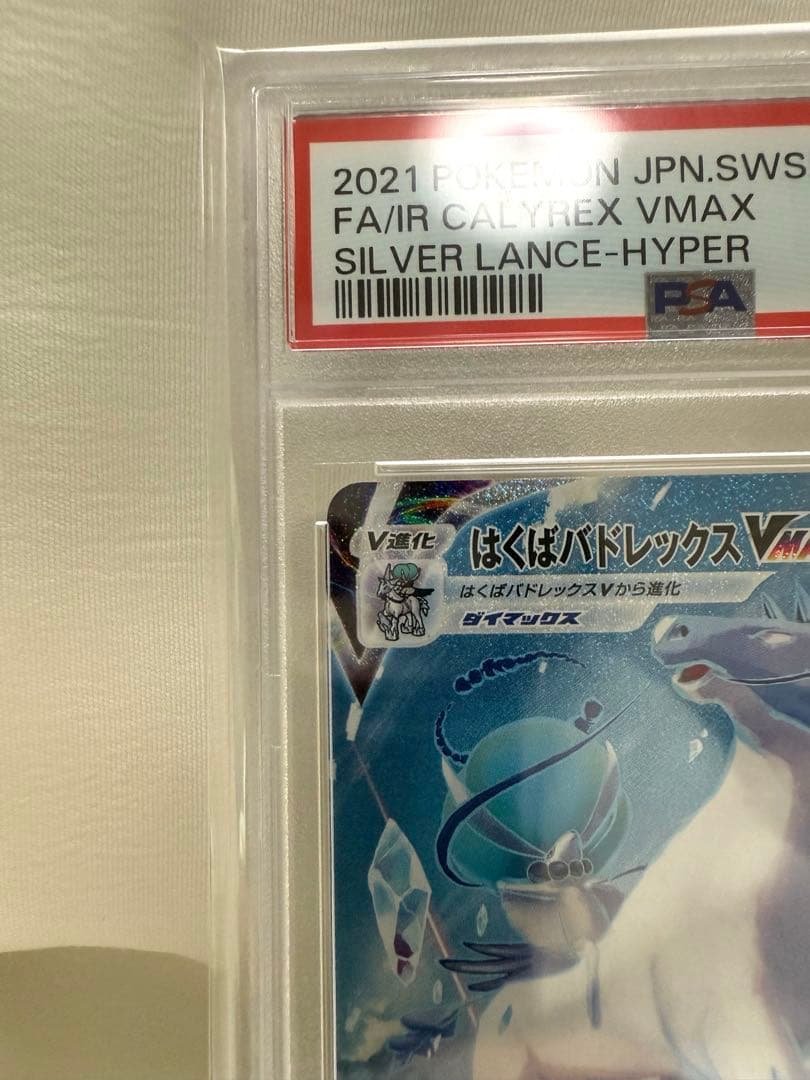 2021 POKEMON JPN.SWS
FA/IR CALYREX VMAX
SILVER LANCE-HYPER
PSA
V進化
はくばバドレックスVMA
はくばバドレックスVから進化
ダイマックス